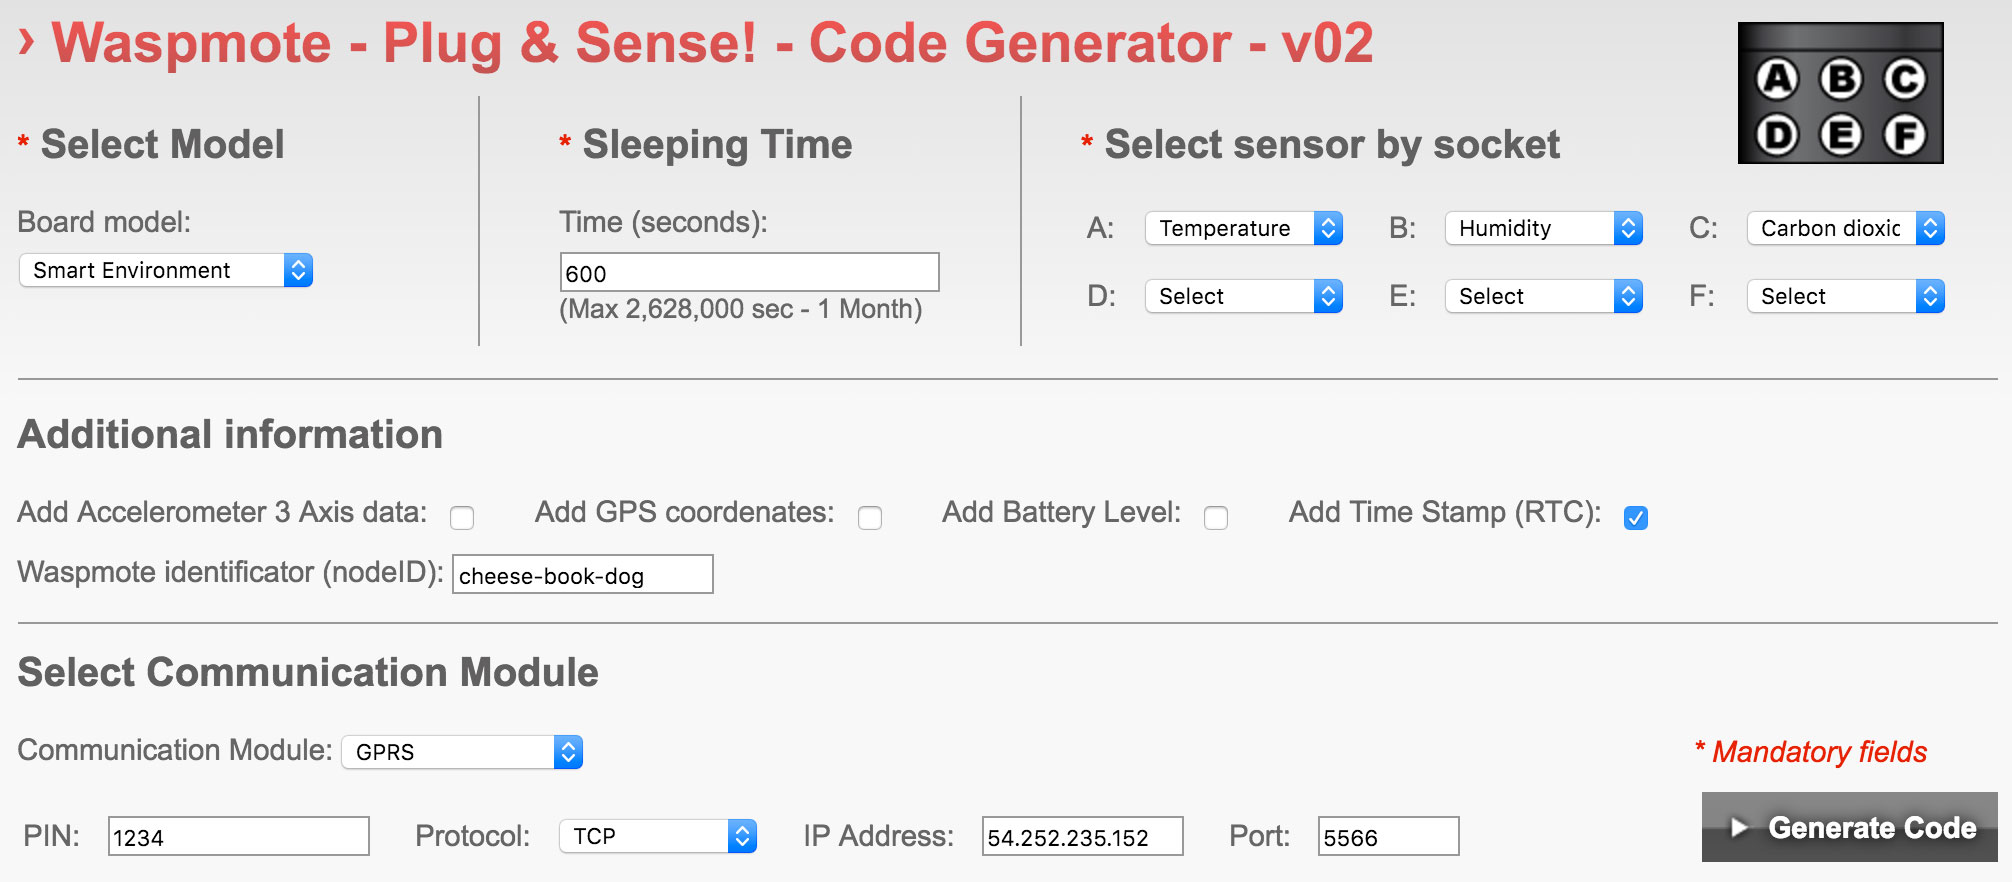 › Waspmote - Plug & Sense! - Code Generator - v02
A B C
D E F
* Select Model
Board model:
Smart Environment
* Sleeping Time
Time (seconds):
600
(Max 2,628,000 sec - 1 Month)
* Select sensor by socket
A: Temperature B: Humidity C: Carbon dioxic
D: Select E: Select F: Select
Additional information
Add Accelerometer 3 Axis data: Add GPS coordenates: Add Battery Level: Add Time Stamp (RTC):
Waspmote identificator (nodeID): cheese-book-dog
Select Communication Module
Communication Module: GPRS
* Mandatory fields
PIN: 1234 Protocol: TCP IP Address: 54.252.235.152 Port: 5566
Generate Code